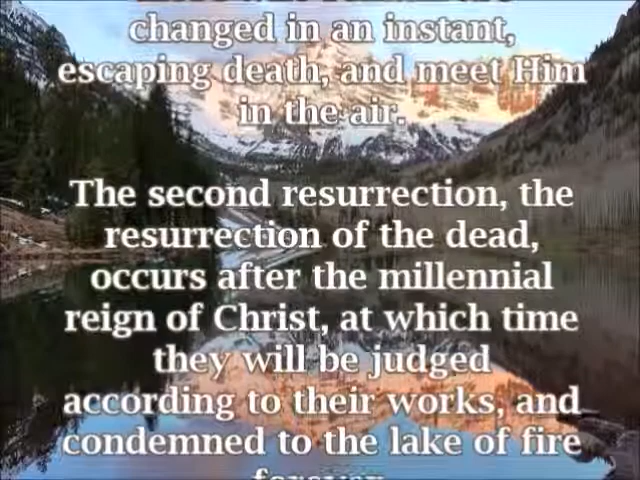 changed in an instant,
escaping death, and meet Him
in the air.
The second resurrection, the
resurrection of the dead,
occurs after the millennial
reign of Christ, at which time
they will be judged
according to their works, and
condemned to the lake of fire
forever